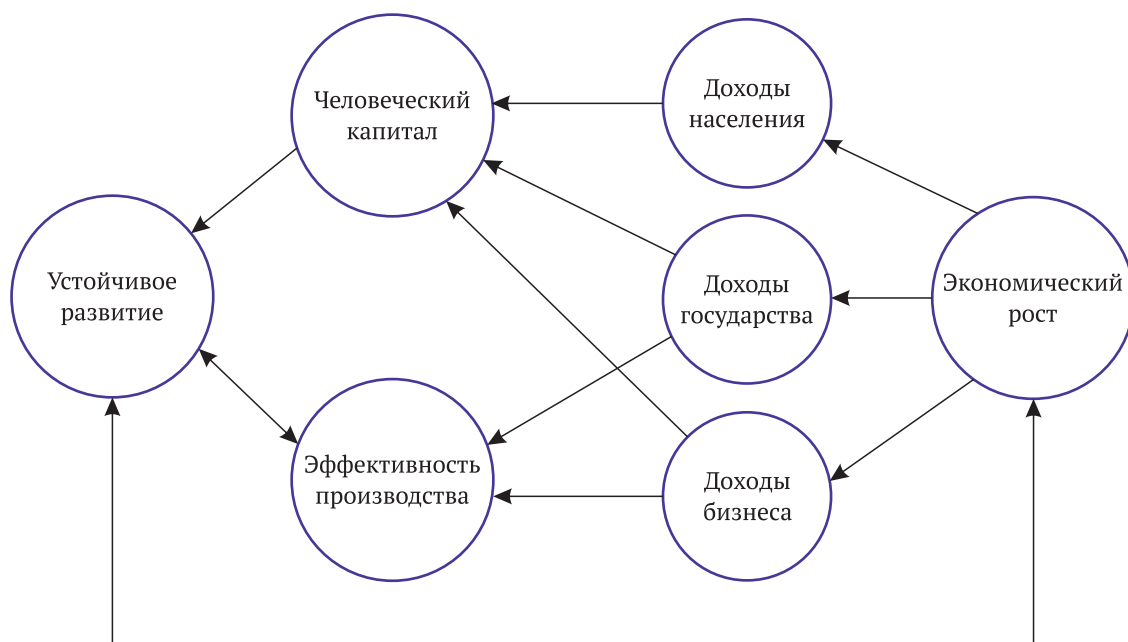 Человеческий
капитал
Доходы
населения
Устойчивое
развитие
Доходы
государства
Экономический
рост
Эффективность
производства
Доходы
бизнеса